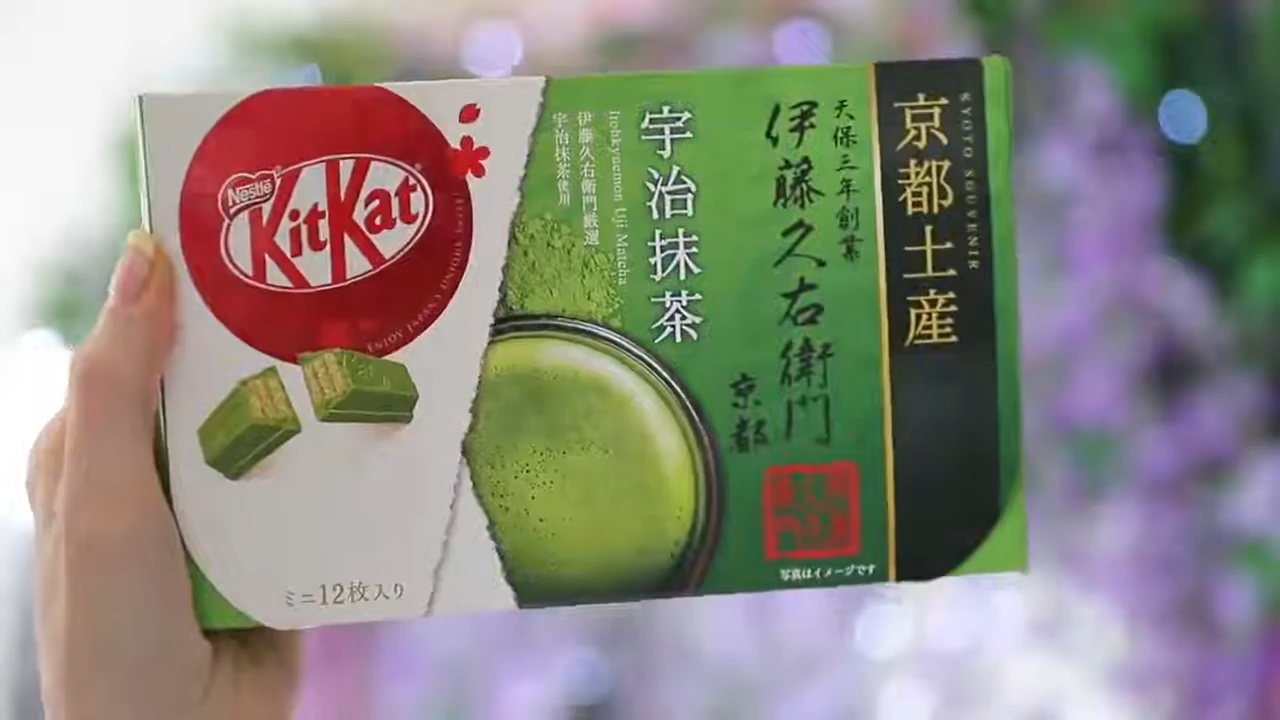 Nestlé
KitKat
ENJOY JAPAN'S UNIQUE
ミニ12枚入り
京都土産
KYOTO SOUVENIR
天保三年創業
伊藤久右衛門
京都
宇治抹茶
Itohkyuemon Uji Matcha
伊藤久右衛門厳選
宇治抹茶使用
写真はイメージです